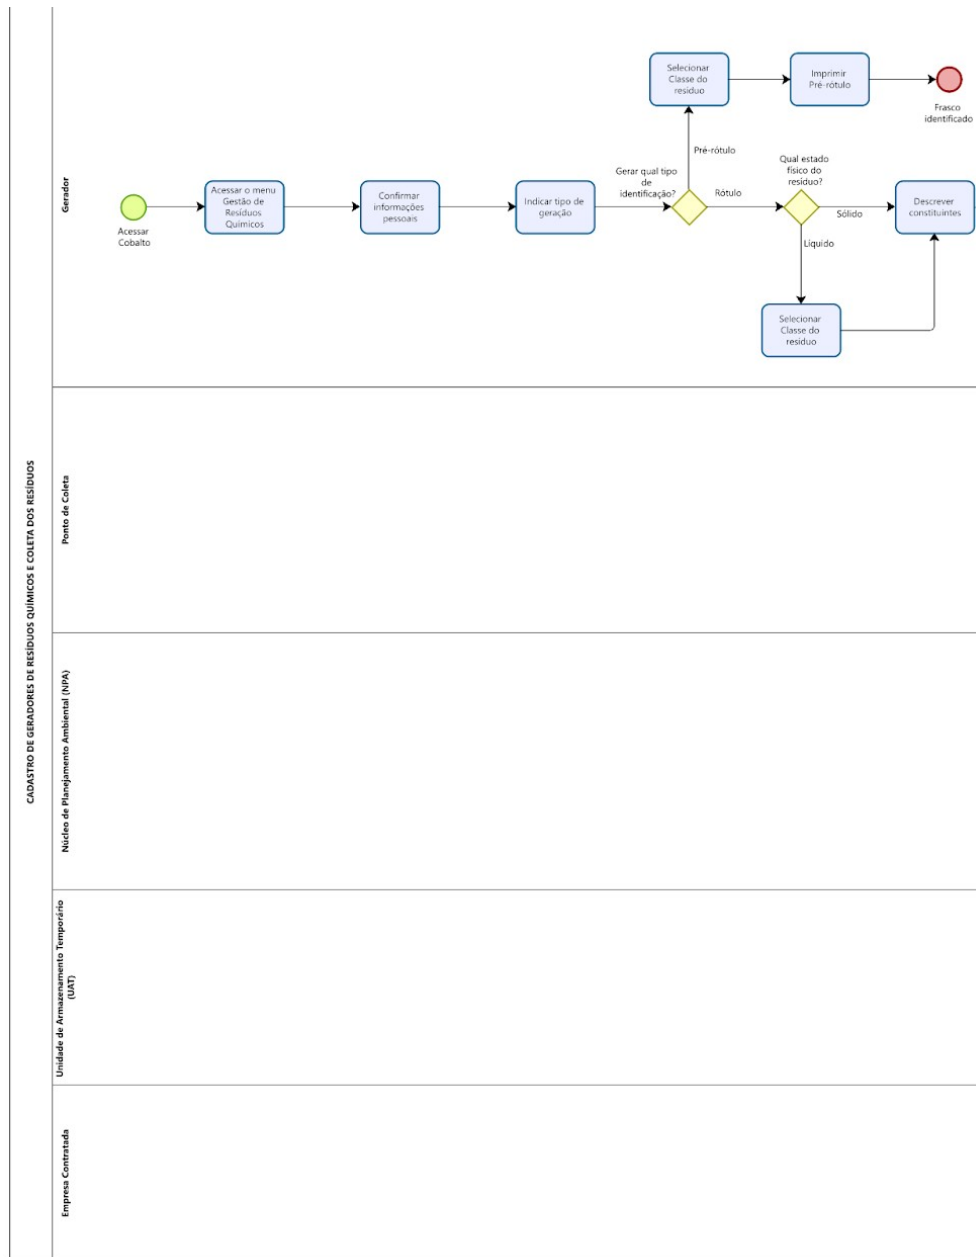 CADASTRO DE GERADORES DE RESÍDUOS QUÍMICOS E COLETA DOS RESÍDUOS
Gerador
Acessar
Cobalto
Acessar o menu
Gestão de
Resíduos
Químicos
Confirmar
informações
pessoais
Indicar tipo de
geração
Gerar qual tipo
de
identificação?
Pré-rótulo
Selecionar
Classe do
resíduo
Imprimir
Pré-rótulo
Frasco
identificado
Rótulo
Qual estado
físico do
resíduo?
Sólido
Líquido
Selecionar
Classe do
resíduo
Descrever
constituintes
Ponto de Coleta
Núcleo de Planejamento Ambiental (NPA)
Unidade de Armazenamento Temporário
(UAT)
Empresa Contratada